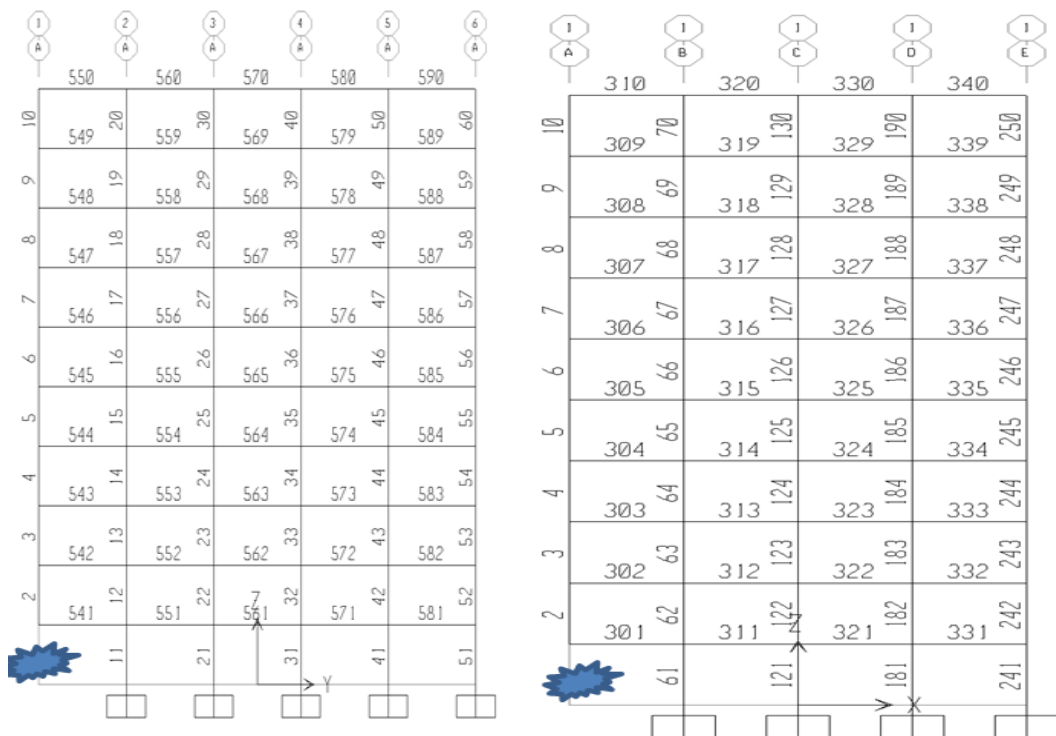 1 2 3 4 5 6
A A A A A A
550 560 570 580 590
10 20 30 40 50 60
549 559 569 579 589
9 19 29 39 49 59
548 558 568 578 588
8 18 28 38 48 58
547 557 567 577 587
7 17 27 37 47 57
546 556 566 576 586
6 16 26 36 46 56
545 555 565 575 585
5 15 25 35 45 55
544 554 564 574 584
4 14 24 34 44 54
543 553 563 573 583
3 13 23 33 43 53
542 552 562 572 582
2 12 22 Z 32 42 52
541 551 561 571 581
11 21 31 41 51
Y
1 1 1 1 1
A B C D E
310 320 330 340
10 70 130 190 250
309 319 329 339
9 69 129 189 249
308 318 328 338
8 68 128 188 248
307 317 327 337
7 67 127 187 247
306 316 326 336
6 66 126 186 246
305 315 325 335
5 65 125 185 245
304 314 324 334
4 64 124 184 244
303 313 323 333
3 63 123 183 243
302 312 322 332
2 62 122 182 242
301 311 Z 321 331
61 121 181 241
X